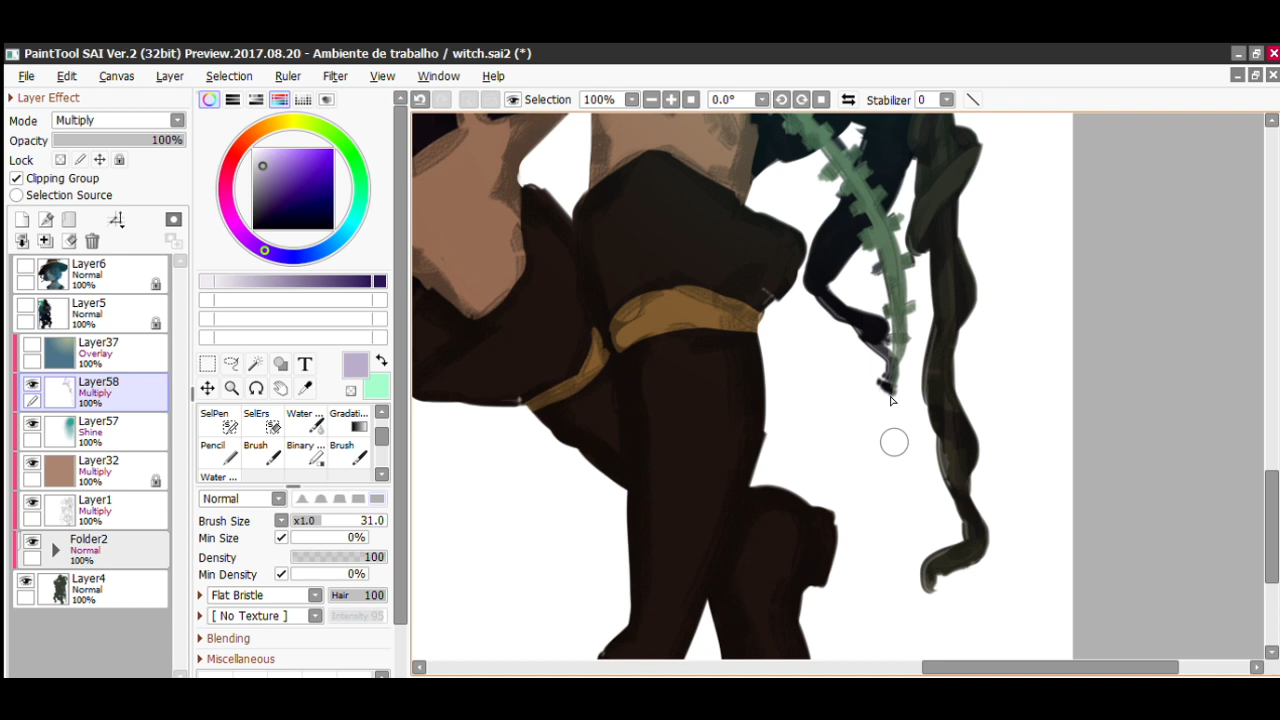 PaintTool SAI Ver.2 (32bit) Preview.2017.08.20 - Ambiente de trabalho / witch.sai2 (*)
File Edit Canvas Layer Selection Ruler Filter View Window Help
Layer Effect
Mode Multiply
Opacity 100%
Lock
Clipping Group
Selection Source
Layer6
Normal
100%
Layer5
Normal
100%
Layer37
Overlay
100%
Layer58
Multiply
100%
Layer57
Shine
100%
Layer32
Multiply
100%
Layer1
Multiply
100%
Folder2
Normal
100%
Layer4
Normal
100%
T
SelPen SelErs Water ... Gradati...
Pencil Brush Binary ... Brush
Water ...
Normal
Brush Size x1.0 31.0
Min Size 0%
Density 100
Min Density 0%
Flat Bristle Hair 100
[ No Texture ] Intensity 95
Blending
Miscellaneous
Selection 100% 0.0° Stabilizer 0